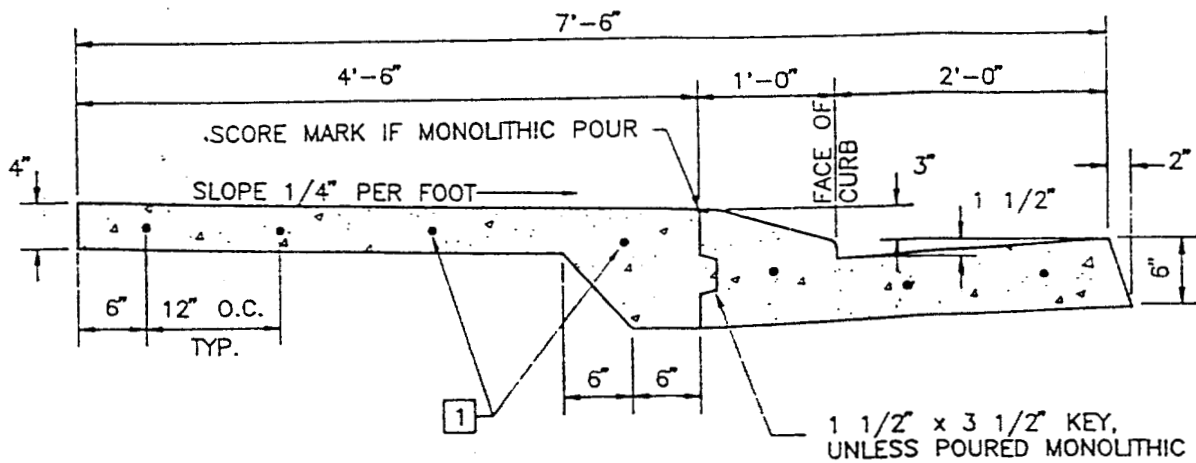 7'-6"
4'-6"
1'-0"
2'-0"
SCORE MARK IF MONOLITHIC POUR
FACE OF
CURB
3"
2"
4"
SLOPE 1/4" PER FOOT
1 1/2"
6"
6"
12" O.C.
TYP.
6"
6"
1
1 1/2" x 3 1/2" KEY,
UNLESS POURED MONOLITHIC